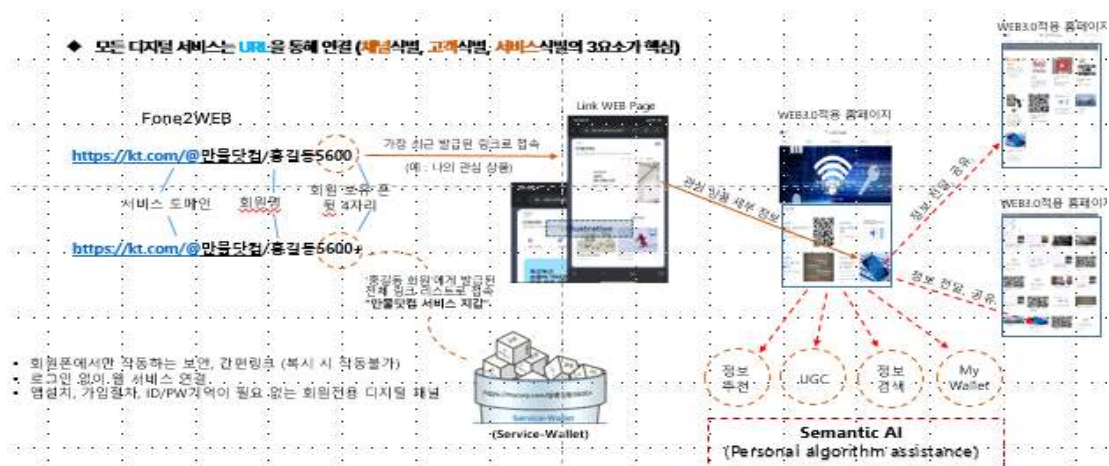 ◆ 모든 디지털 서비스는 URL을 통해 연결 (채널식별, 고객식별, 서비스식별의 3요소가 핵심)
WEB3.0적용 홈페이지
Fone2WEB
Link WEB Page
WEB3.0적용 홈페이지
https://kt.com/@만물닷컴/홍길동5600
가장 최근 발급된 링크로 접속
(예 : 나의 관심 상품)
서비스 도메인
회원명
회원 보유 폰
뒷 4자리
Illustrative
관심 상품 세부 정보
정보 전달, 공유
WEB3.0적용 홈페이지
https://kt.com/@만물닷컴/홍길동5600+
정보 전달, 공유
"홍길동 회원"에게 발급된
전체 링크 리스트로 접속
"만물닷컴 서비스 지갑"
• 회원폰에서만 작동하는 보안, 간편링크 (복시 시 작동불가)
• 로그인 없이 웹 서비스 연결
• 앱설치, 가입절차, ID/PW기억이 필요 없는 회원전용 디지털 채널
Service-Wallet
(Service-Wallet)
정보
추천
UGC
정보
검색
My
Wallet
Semantic AI
(Personal algorithm assistance)